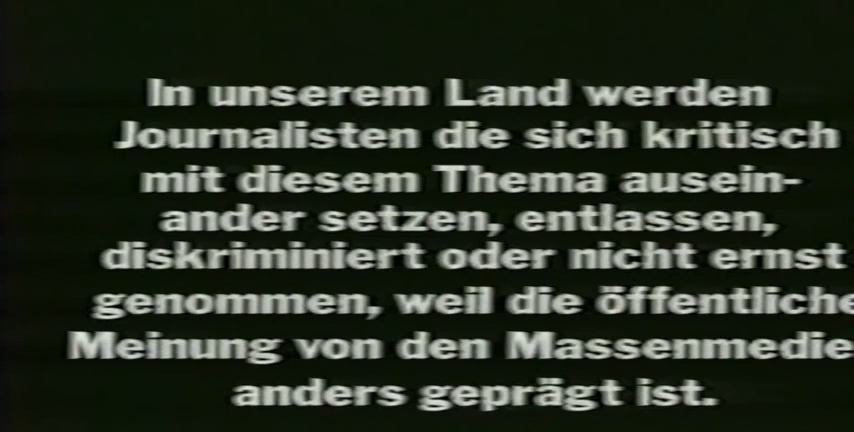 In unserem Land werden
Journalisten die sich kritisch
mit diesem Thema ausein-
ander setzen, entlassen,
diskriminiert oder nicht ernst
genommen, weil die öffentliche
Meinung von den Massenmedie
anders geprägt ist.